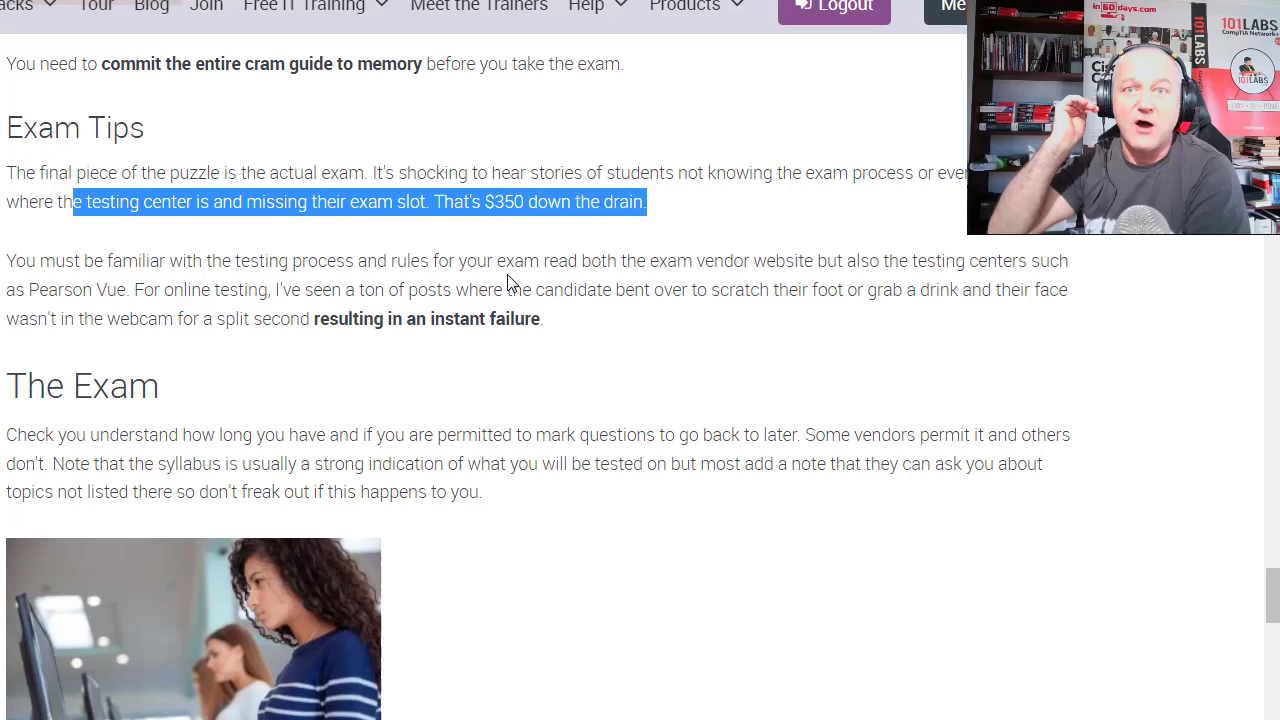 Tour Blog Join Free IT Training Meet the Trainers Help Products Logout
You need to commit the entire cram guide to memory before you take the exam.
Exam Tips
The final piece of the puzzle is the actual exam. It's shocking to hear stories of students not knowing the exam process or
where the testing center is and missing their exam slot. That's $350 down the drain.
You must be familiar with the testing process and rules for your exam read both the exam vendor website but also the testing centers such
as Pearson Vue. For online testing, I've seen a ton of posts where the candidate bent over to scratch their foot or grab a drink and their face
wasn't in the webcam for a split second resulting in an instant failure.
The Exam
Check you understand how long you have and if you are permitted to mark questions to go back to later. Some vendors permit it and others
don't. Note that the syllabus is usually a strong indication of what you will be tested on but most add a note that they can ask you about
topics not listed there so don't freak out if this happens to you.
in60days.com
101LABS
101LABS
CompTIA Network+
101LABS